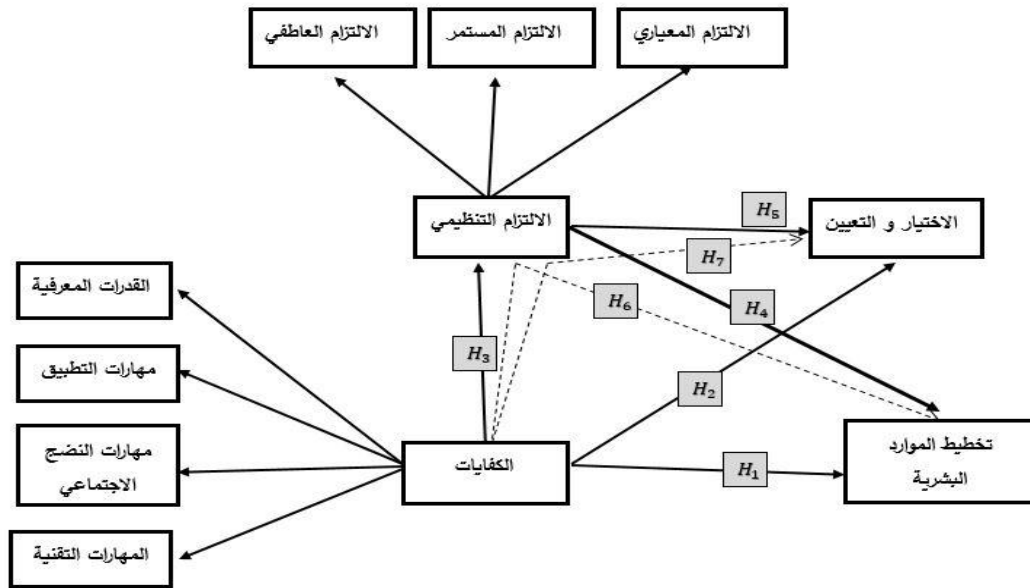 الالتزام المعياري
الالتزام المستمر
الالتزام العاطفي
الاختيار و التعيين
H₅
الالتزام التنظيمي
H₇
القدرات المعرفية
H₆
H₄
H₃
مهارات التطبيق
H₂
تخطيط الموارد
البشرية
H₁
الكفايات
مهارات النضج
الاجتماعي
المهارات التقنية